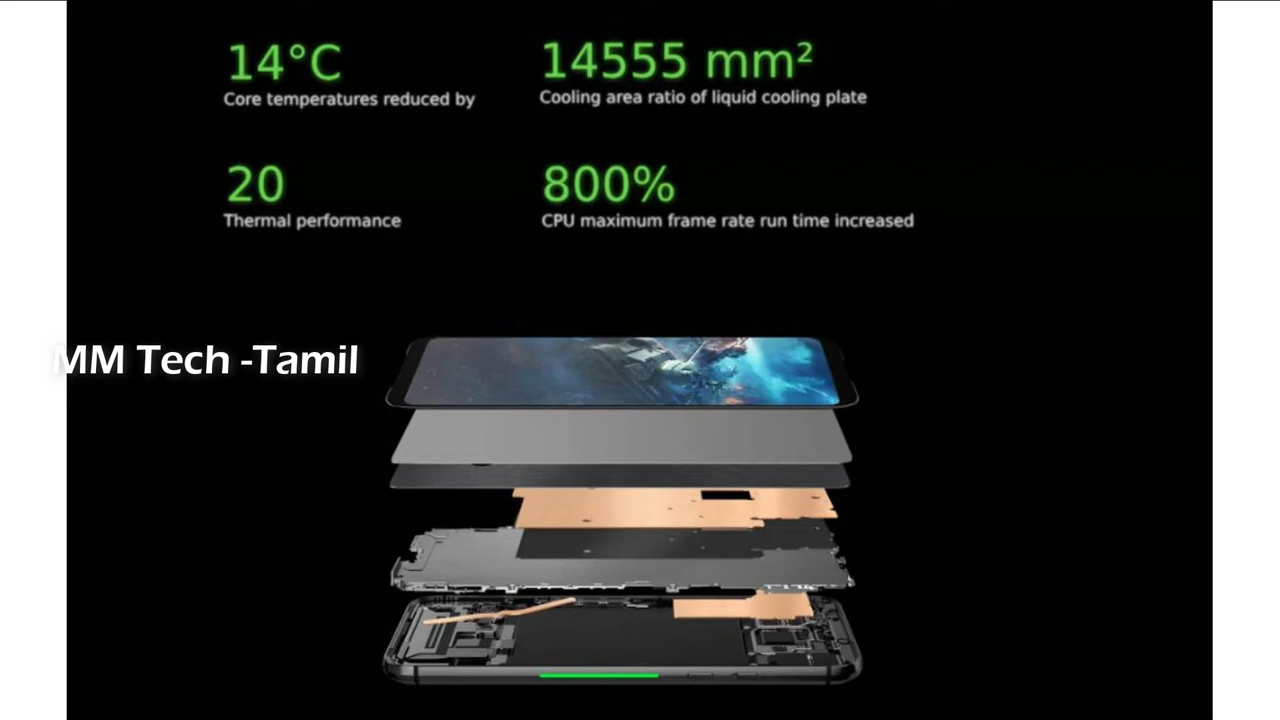 14°C
Core temperatures reduced by
14555 mm²
Cooling area ratio of liquid cooling plate
20
Thermal performance
800%
CPU maximum frame rate run time increased
MM Tech -Tamil